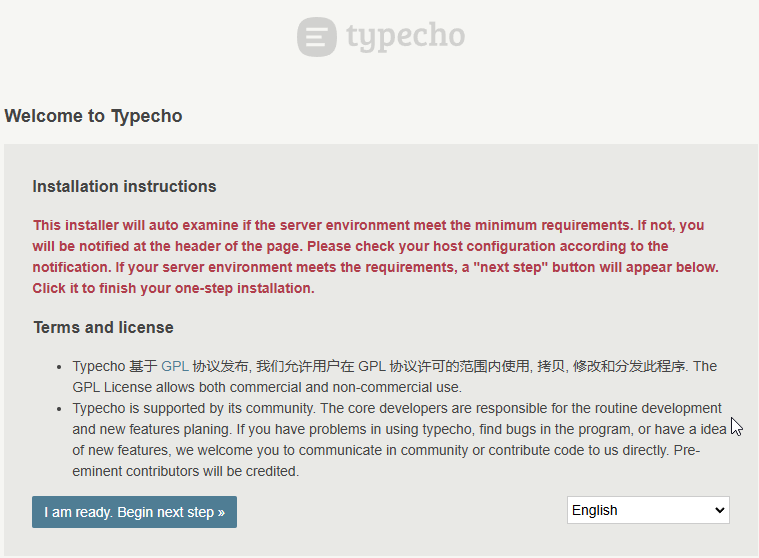 typecho
Welcome to Typecho
Installation instructions
This installer will auto examine if the server environment meet the minimum requirements. If not, you
will be notified at the header of the page. Please check your host configuration according to the
notification. If your server environment meets the requirements, a "next step" button will appear below.
Click it to finish your one-step installation.
Terms and license
• Typecho 基于 GPL 协议发布, 我们允许用户在 GPL 协议许可的范围内使用, 拷贝, 修改和分发此程序. The
GPL License allows both commercial and non-commercial use.
• Typecho is supported by its community. The core developers are responsible for the routine development
and new features planing. If you have problems in using typecho, find bugs in the program, or have a idea
of new features, we welcome you to communicate in community or contribute code to us directly. Pre-
eminent contributors will be credited.
I am ready. Begin next step »
English